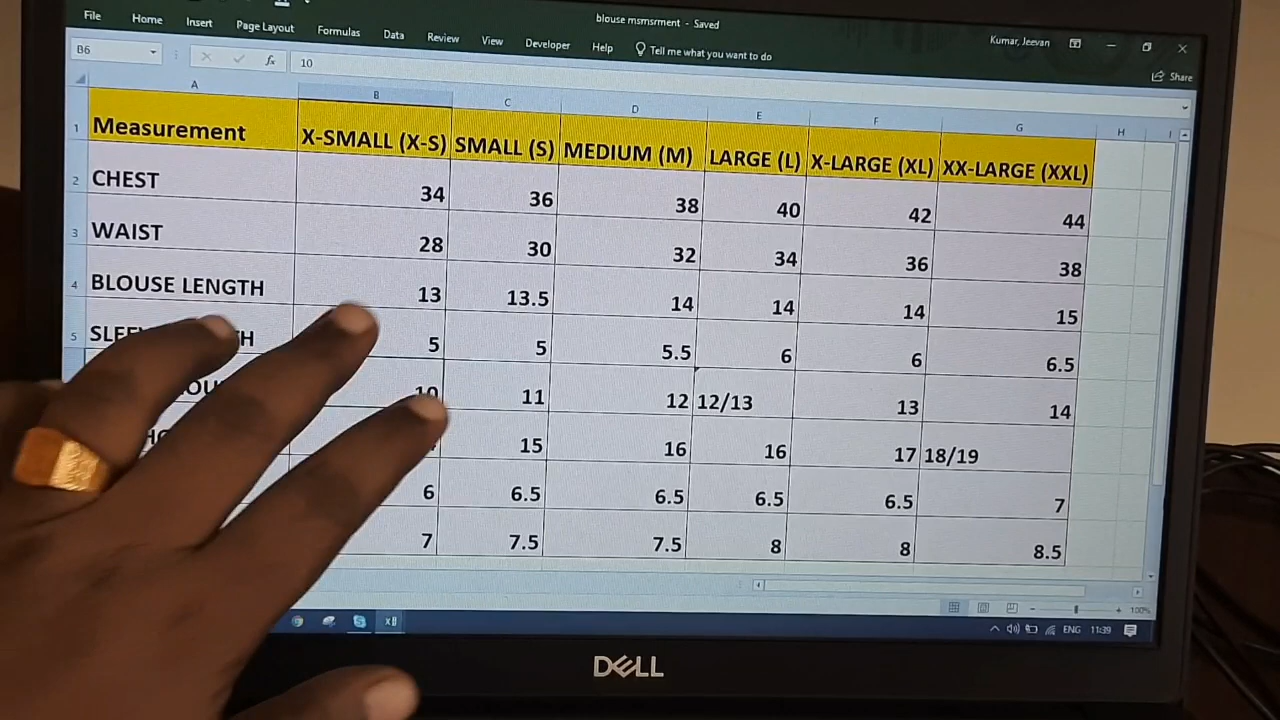 blouse msmsrment - Saved
Kumar, Jeevan
File Home Insert Page Layout Formulas Data Review View Developer Help Tell me what you want to do
Share
B6 fx 10
A B C D E F G H I
1 Measurement X-SMALL (X-S) SMALL (S) MEDIUM (M) LARGE (L) X-LARGE (XL) XX-LARGE (XXL)
2 CHEST 34 36 38 40 42 44
3 WAIST 28 30 32 34 36 38
4 BLOUSE LENGTH 13 13.5 14 14 14 15
5 5 5 5.5 6 6 6.5
10 11 12 12/13 13 14
15 16 16 17 18/19
6 6.5 6.5 6.5 6.5 7
7 7.5 7.5 8 8 8.5
100%
ENG 11:39
DELL